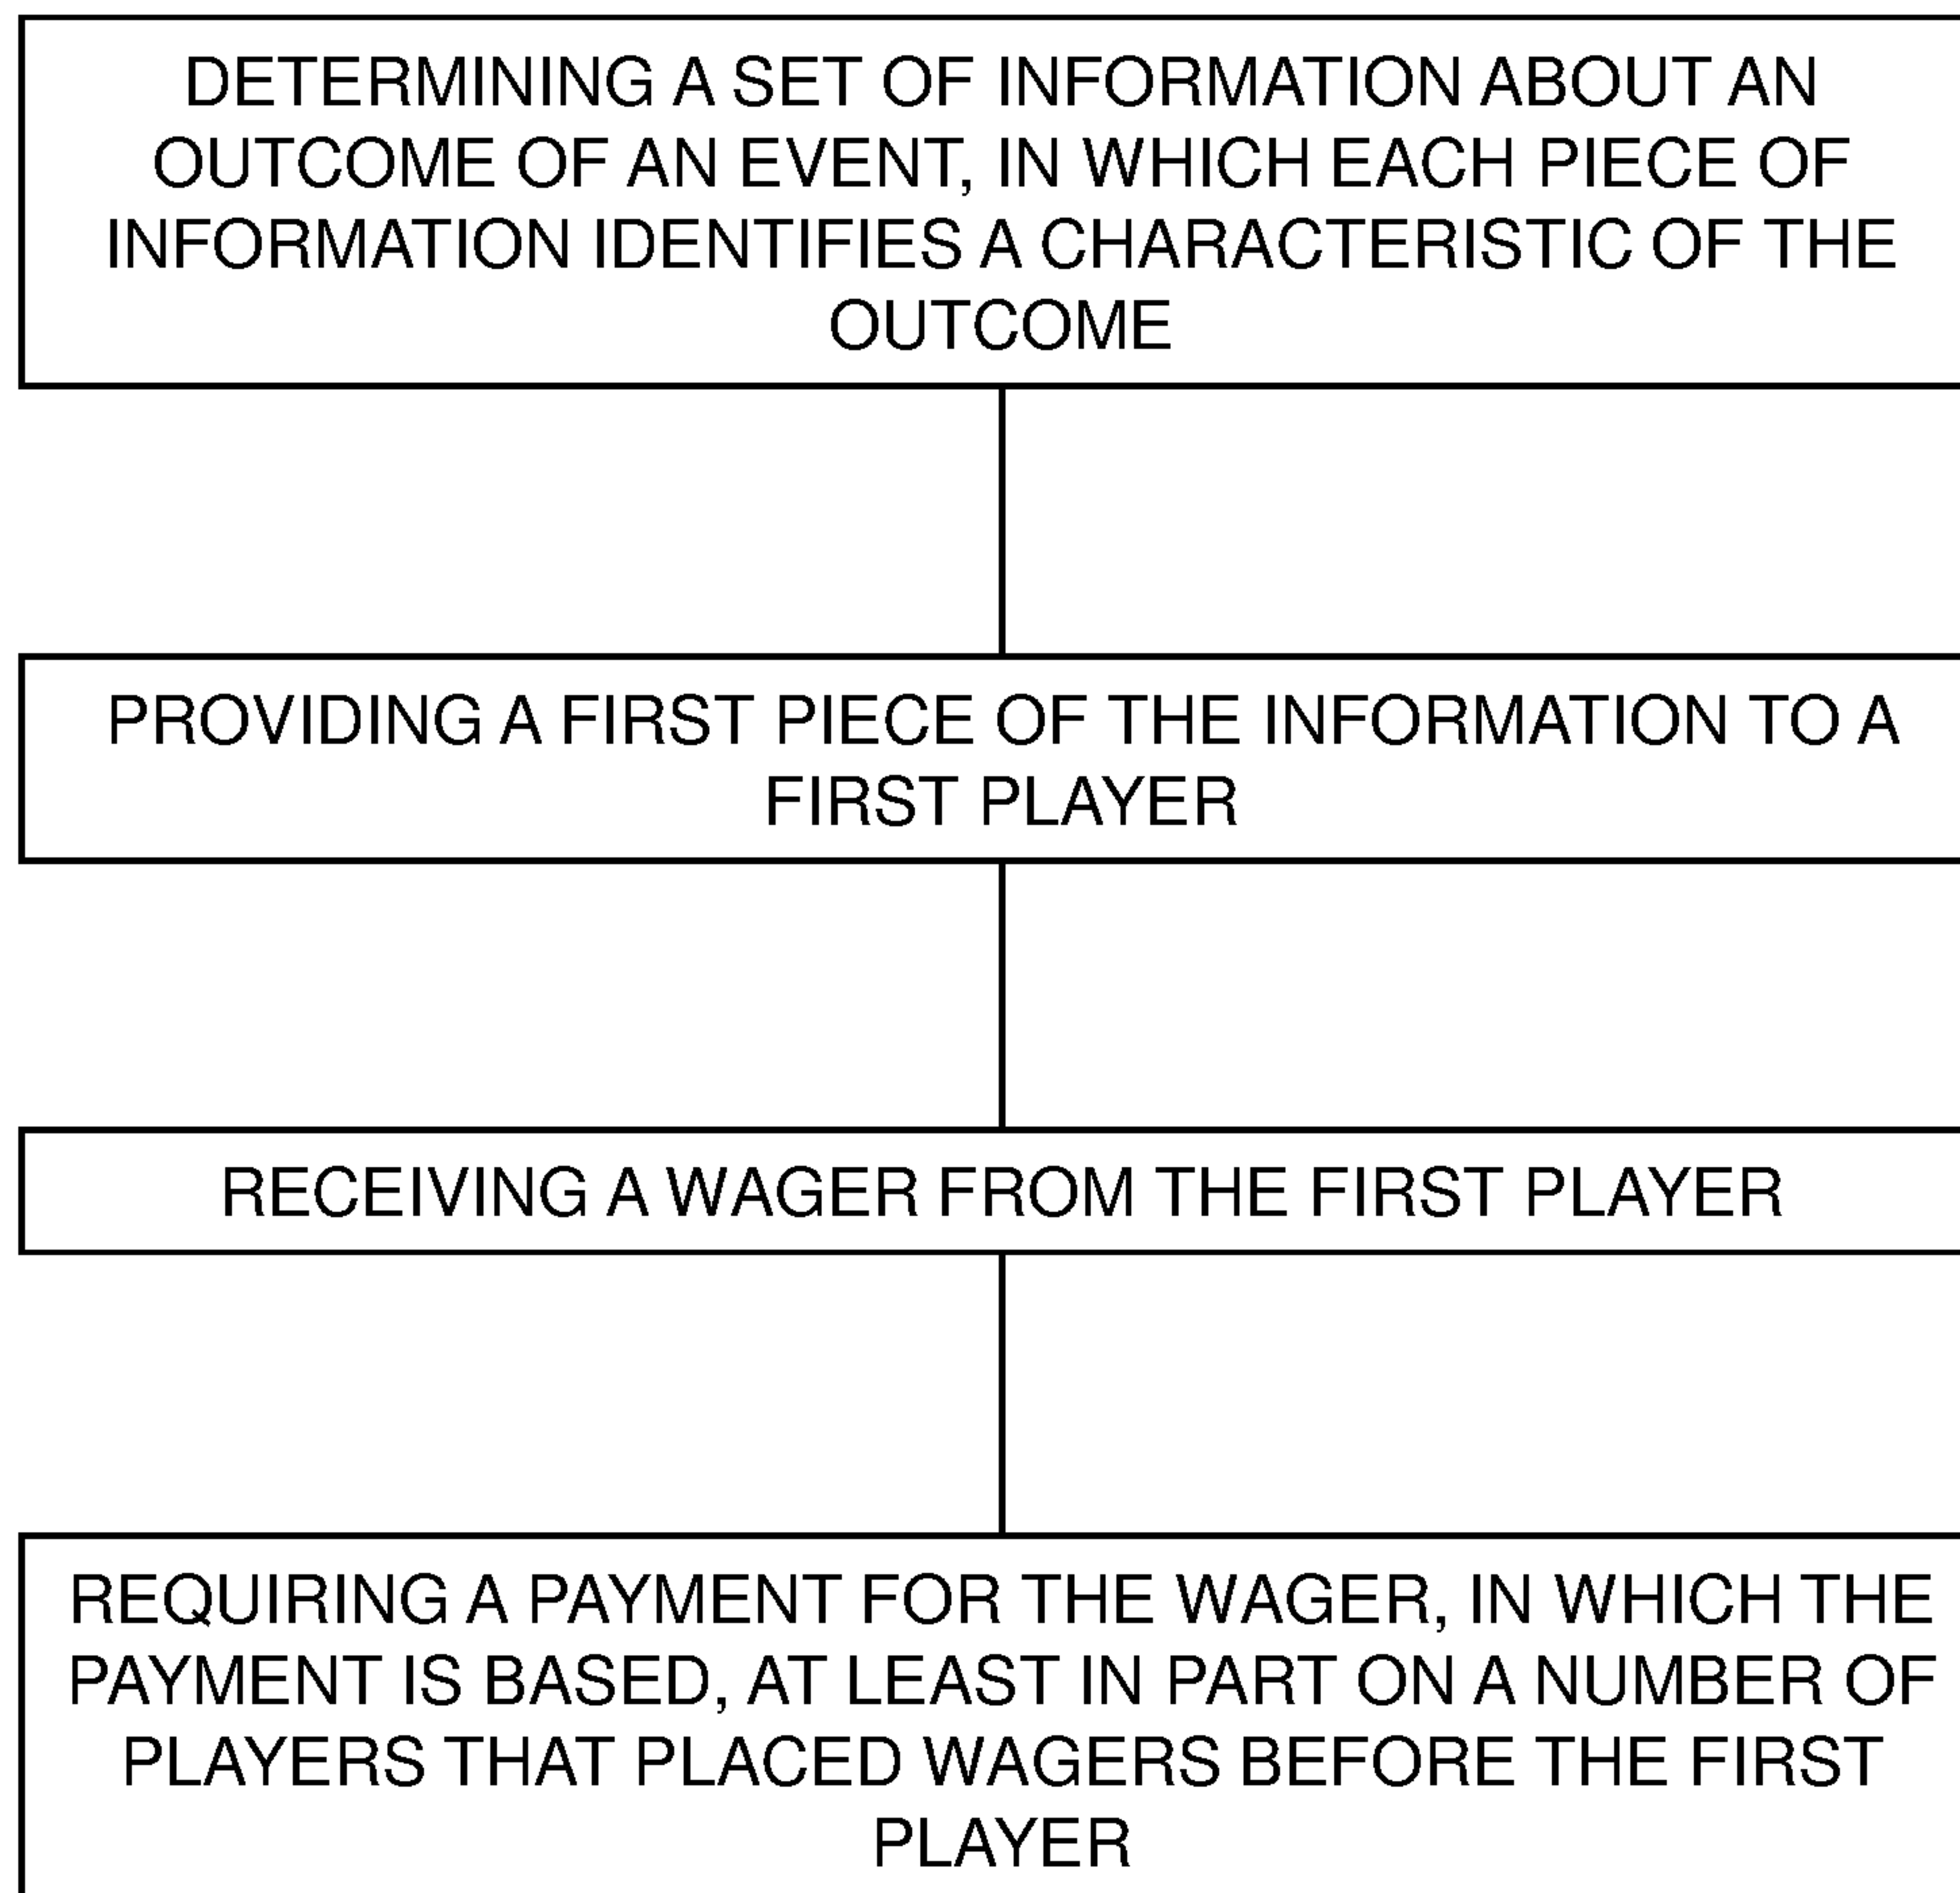 DETERMINING A SET OF INFORMATION ABOUT AN
OUTCOME OF AN EVENT, IN WHICH EACH PIECE OF
INFORMATION IDENTIFIES A CHARACTERISTIC OF THE
OUTCOME
PROVIDING A FIRST PIECE OF THE INFORMATION TO A
FIRST PLAYER
RECEIVING A WAGER FROM THE FIRST PLAYER
REQUIRING A PAYMENT FOR THE WAGER, IN WHICH THE
PAYMENT IS BASED, AT LEAST IN PART ON A NUMBER OF
PLAYERS THAT PLACED WAGERS BEFORE THE FIRST
PLAYER